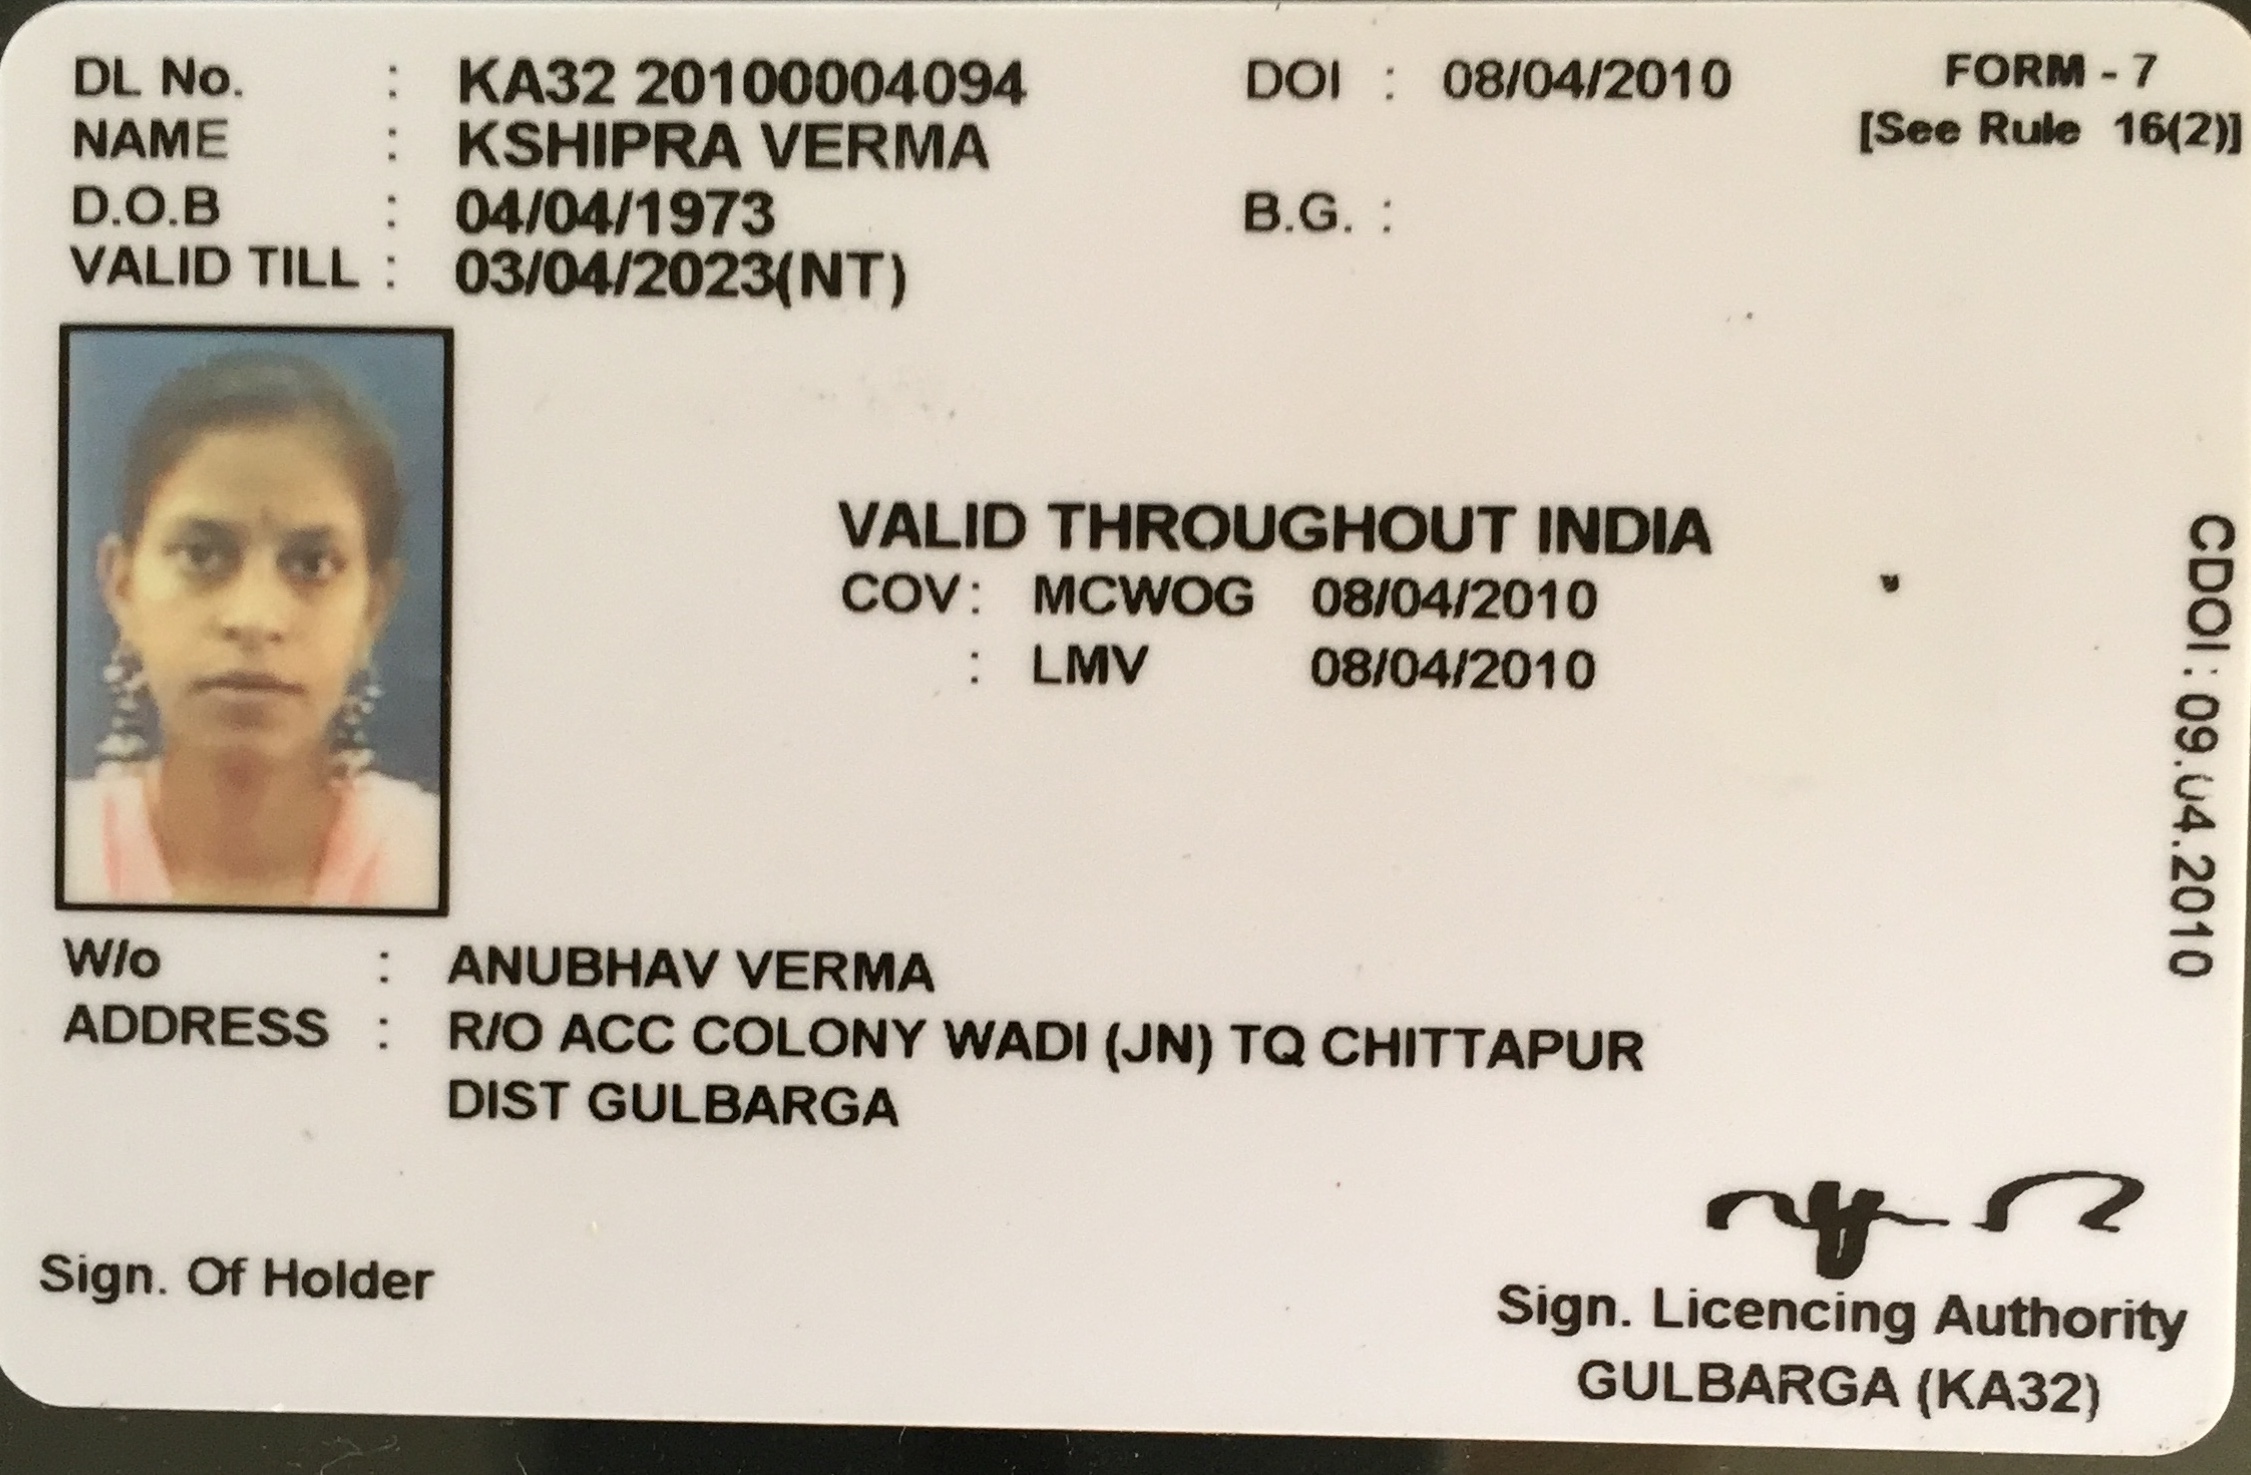 DL No. : KA32 20100004094 DOI : 08/04/2010 FORM - 7
NAME : KSHIPRA VERMA [See Rule 16(2)]
D.O.B : 04/04/1973 B.G. :
VALID TILL : 03/04/2023(NT)
VALID THROUGHOUT INDIA
COV : MCWOG 08/04/2010
: LMV 08/04/2010
CDOI : 09.04.2010
W/o : ANUBHAV VERMA
ADDRESS : R/O ACC COLONY WADI (JN) TQ CHITTAPUR
DIST GULBARGA
Sign. Of Holder
Sign. Licencing Authority
GULBARGA (KA32)